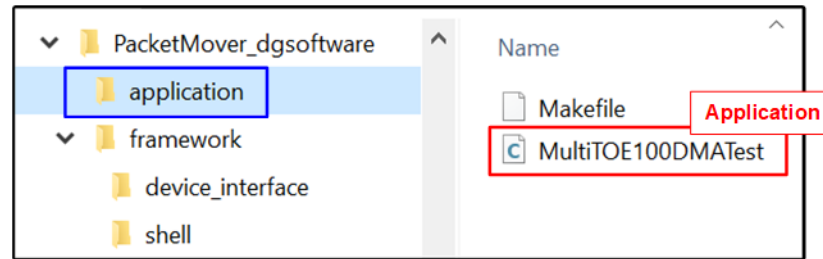 PacketMover_dgsoftware
application
framework
device_interface
shell
Name
Makefile
Application
MultiTOE100DMATest